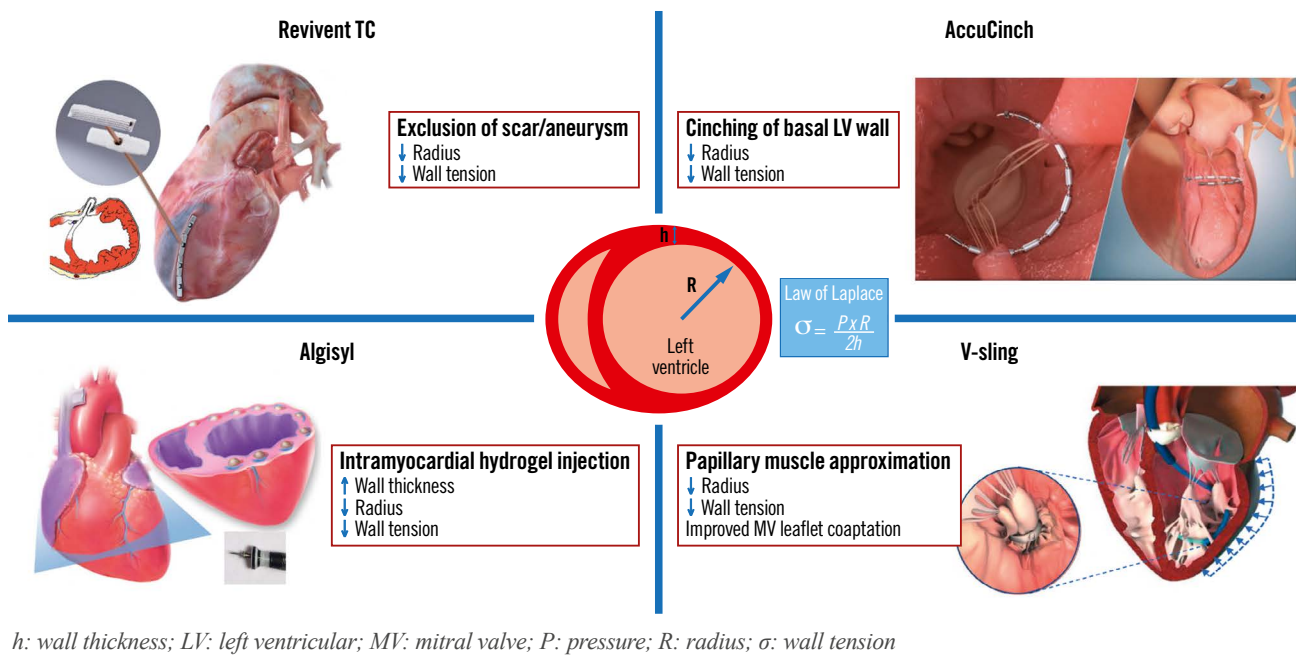 Revivent TC
Exclusion of scar/aneurysm
↓ Radius
↓ Wall tension
AccuCinch
Cinching of basal LV wall
↓ Radius
↓ Wall tension
h
R
Left
ventricle
Law of Laplace
σ = P x R
2h
Algisyl
Intramyocardial hydrogel injection
↑ Wall thickness
↓ Radius
↓ Wall tension
V-sling
Papillary muscle approximation
↓ Radius
↓ Wall tension
Improved MV leaflet coaptation
h: wall thickness; LV: left ventricular; MV: mitral valve; P: pressure; R: radius; σ: wall tension